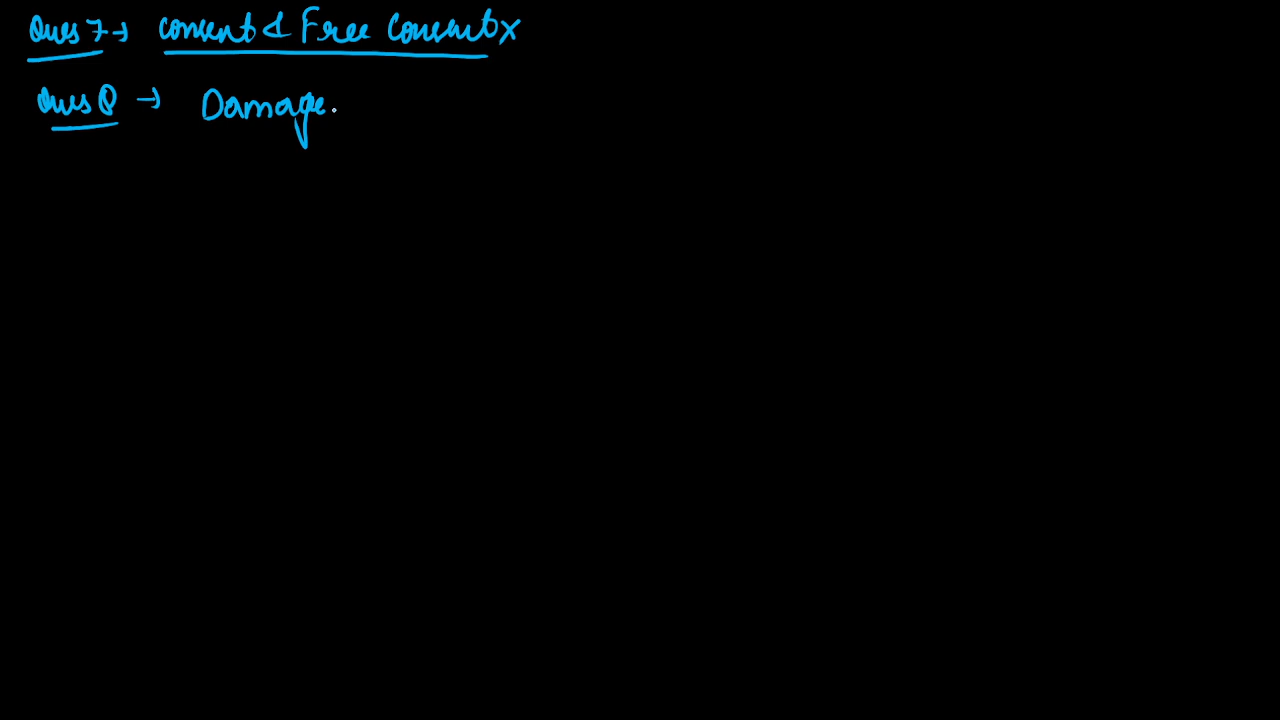 Ques 7 → Consent & Free Consent x
Ques 8 → Damage.